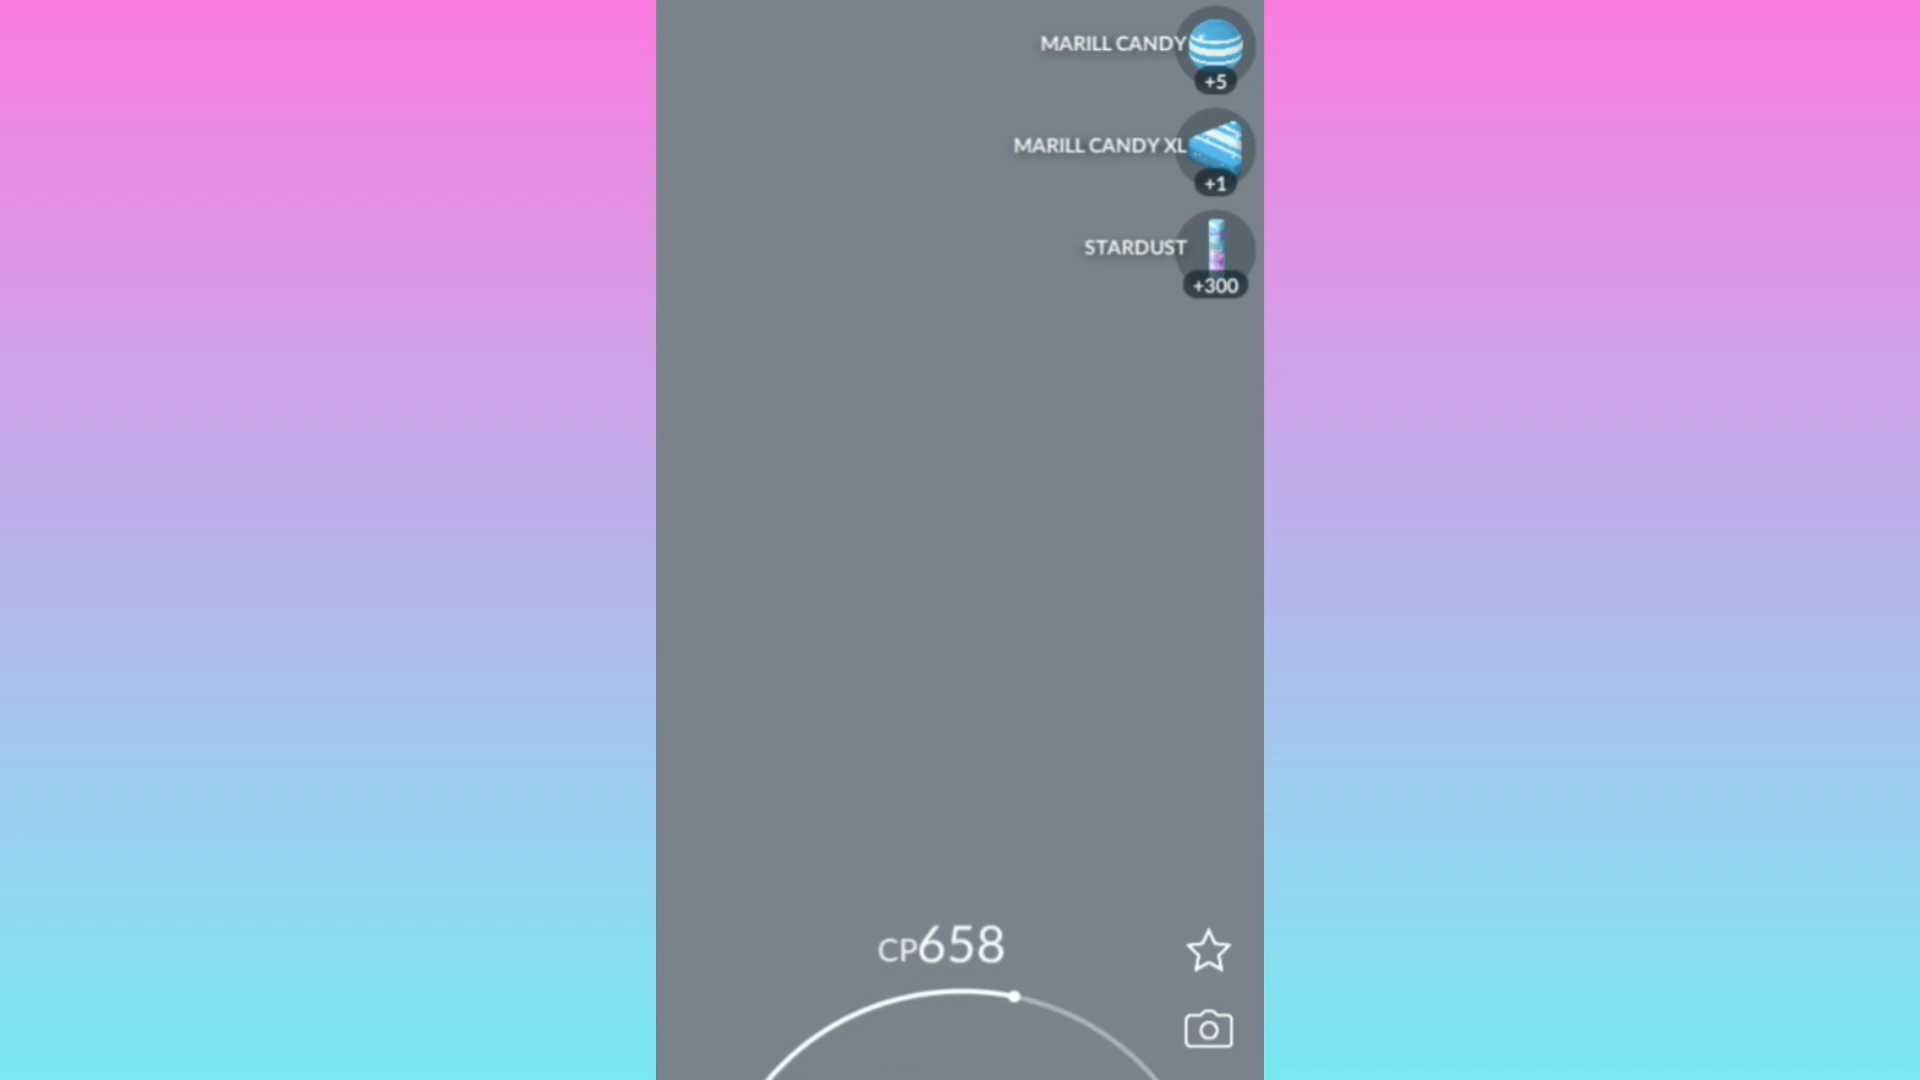 MARILL CANDY
+5
MARILL CANDY XL
+1
STARDUST
+300
CP658